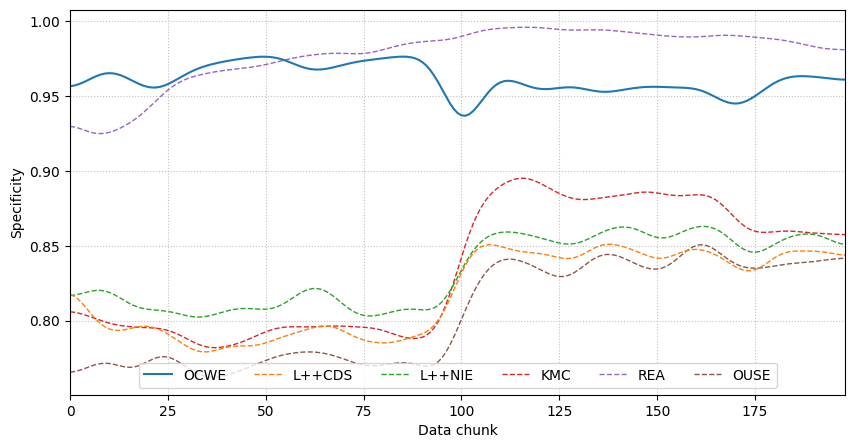 1.00
0.95
0.90
0.85
0.80
Specificity
OCWE L++CDS L++NIE KMC REA OUSE
0 25 50 75 100 125 150 175
Data chunk